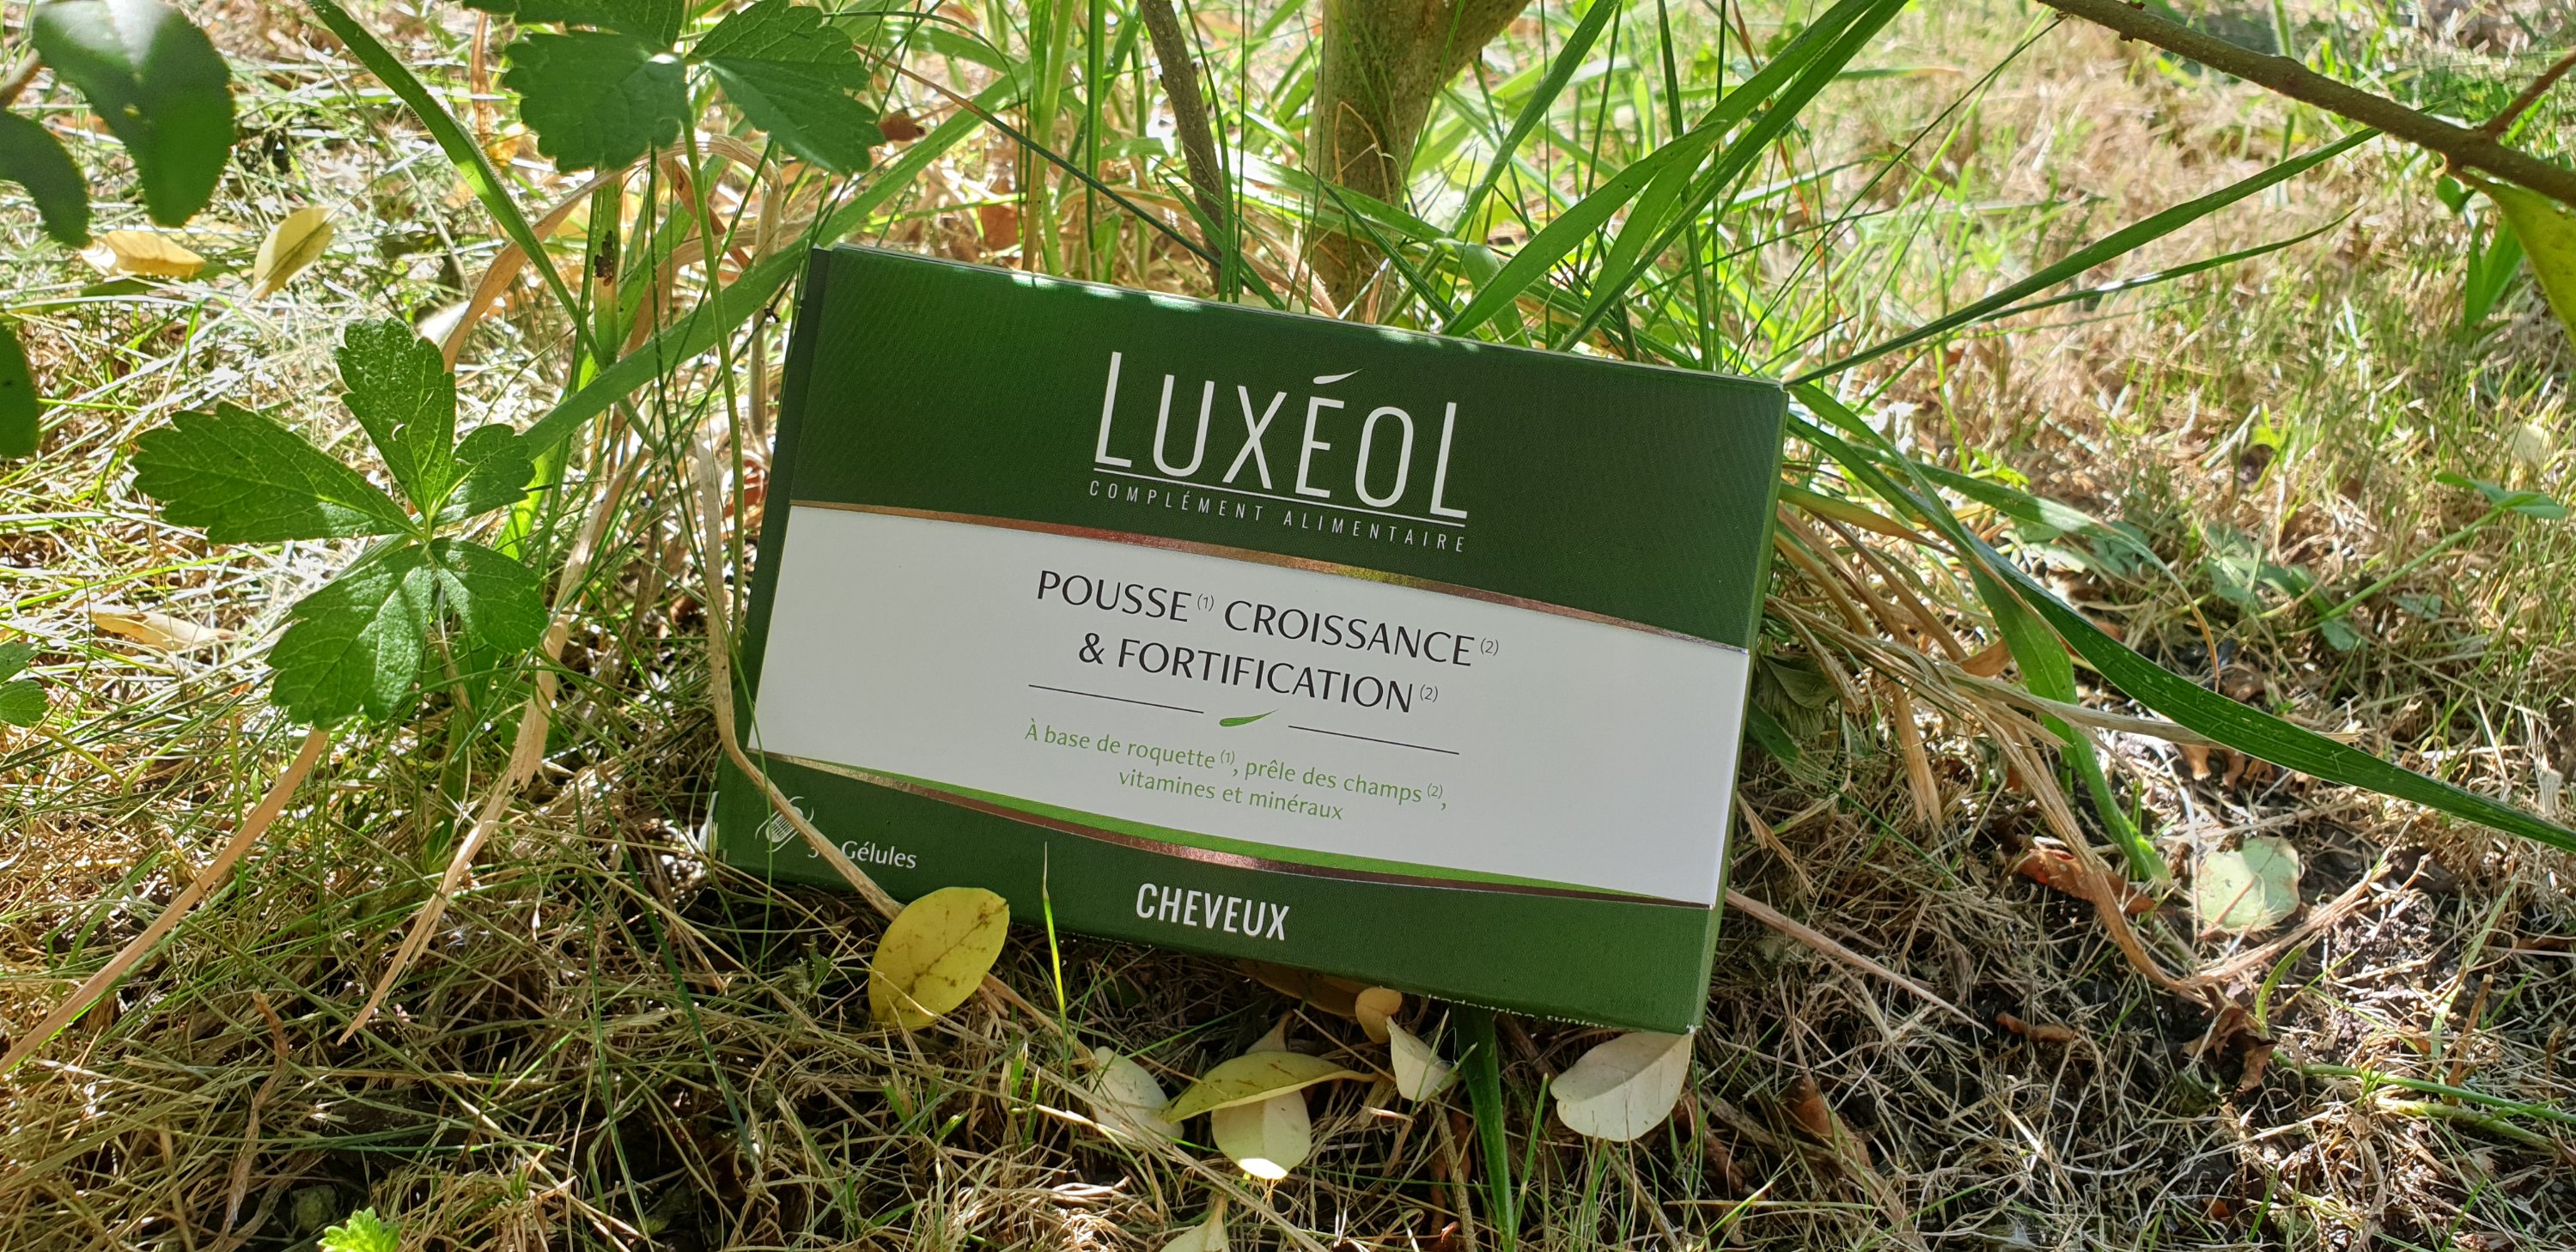 LUXÉOL
COMPLÉMENT ALIMENTAIRE
POUSSE (1) CROISSANCE (2)
& FORTIFICATION (2)
À base de roquette (1), prêle des champs (2),
vitamines et minéraux
Gélules
CHEVEUX